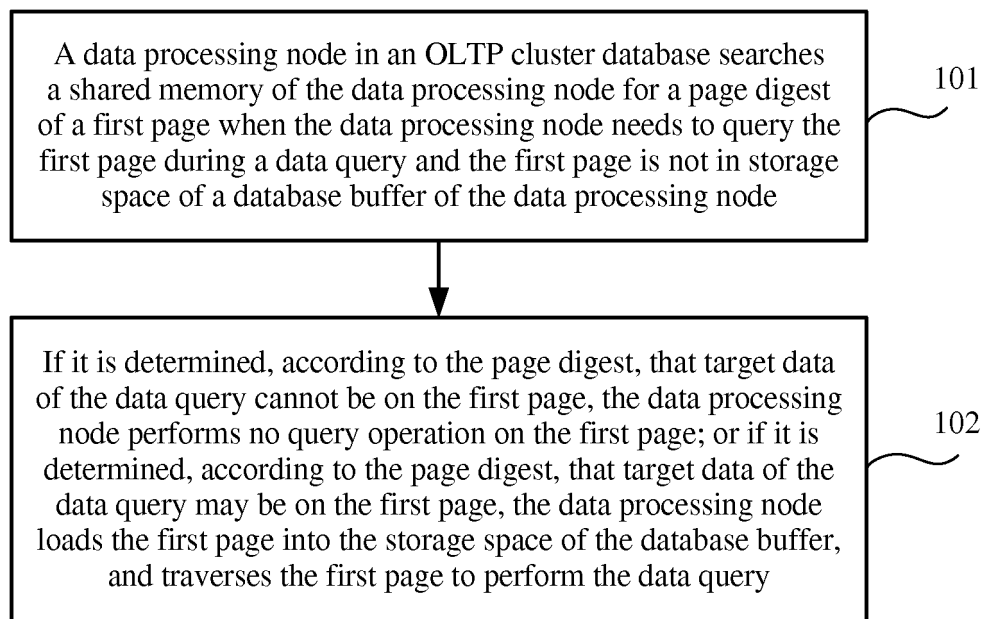 A data processing node in an OLTP cluster database searches
a shared memory of the data processing node for a page digest
of a first page when the data processing node needs to query the
first page during a data query and the first page is not in storage
space of a database buffer of the data processing node
101
If it is determined, according to the page digest, that target data
of the data query cannot be on the first page, the data processing
node performs no query operation on the first page; or if it is
determined, according to the page digest, that target data of the
data query may be on the first page, the data processing node
loads the first page into the storage space of the database buffer,
and traverses the first page to perform the data query
102